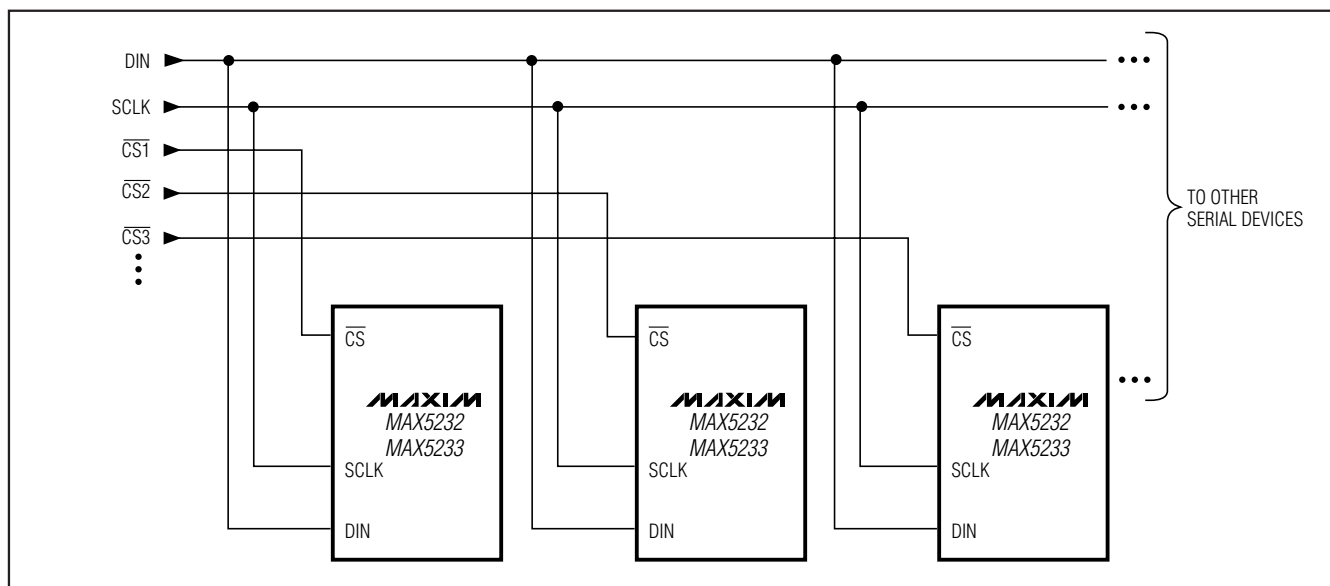 DIN
SCLK
CS1
CS2
CS3
TO OTHER
SERIAL DEVICES
CS
MAXIM
MAX5232
MAX5233
SCLK
DIN
CS
MAXIM
MAX5232
MAX5233
SCLK
DIN
CS
MAXIM
MAX5232
MAX5233
SCLK
DIN